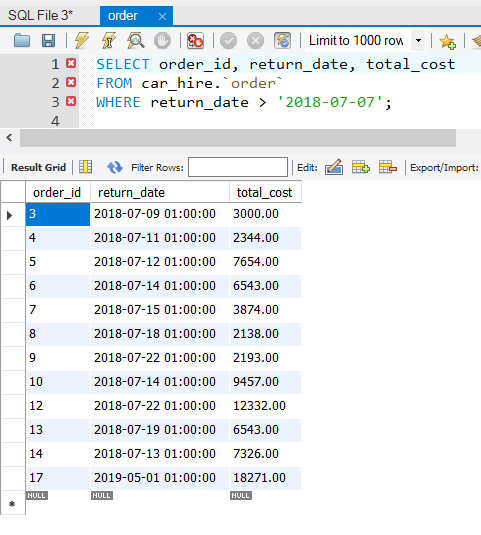 SQL File 3* order
Limit to 1000 row
1 SELECT order_id, return_date, total_cost
2 FROM car_hire.`order`
3 WHERE return_date > '2018-07-07';
4
Result Grid Filter Rows: Edit: Export/Import:
order_id return_date total_cost
3 2018-07-09 01:00:00 3000.00
4 2018-07-11 01:00:00 2344.00
5 2018-07-12 01:00:00 7654.00
6 2018-07-14 01:00:00 6543.00
7 2018-07-15 01:00:00 3874.00
8 2018-07-18 01:00:00 2138.00
9 2018-07-22 01:00:00 2193.00
10 2018-07-14 01:00:00 9457.00
12 2018-07-22 01:00:00 12332.00
13 2018-07-19 01:00:00 6543.00
14 2018-07-13 01:00:00 7326.00
17 2019-05-01 01:00:00 18271.00
NULL NULL NULL